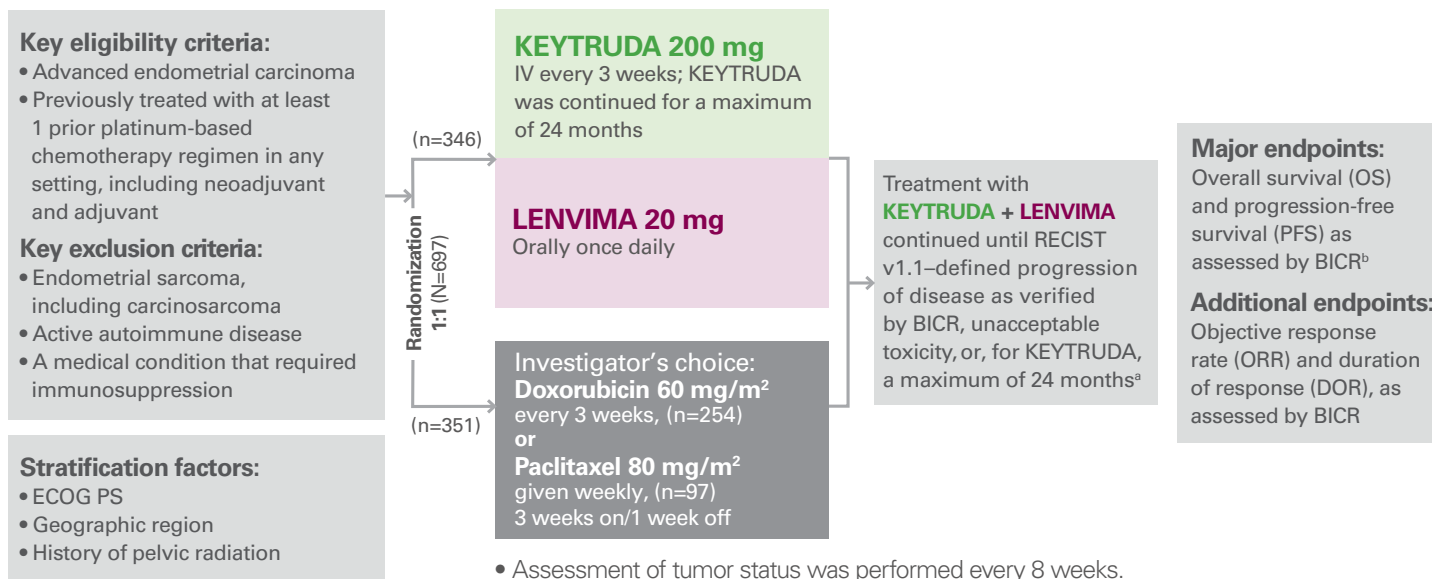 Key eligibility criteria:
• Advanced endometrial carcinoma
• Previously treated with at least
1 prior platinum-based
chemotherapy regimen in any
setting, including neoadjuvant
and adjuvant
Key exclusion criteria:
• Endometrial sarcoma,
including carcinosarcoma
• Active autoimmune disease
• A medical condition that required
immunosuppression
Stratification factors:
• ECOG PS
• Geographic region
• History of pelvic radiation
Randomization
1:1 (N=697)
(n=346)
(n=351)
KEYTRUDA 200 mg
IV every 3 weeks; KEYTRUDA
was continued for a maximum
of 24 months
LENVIMA 20 mg
Orally once daily
Investigator’s choice:
Doxorubicin 60 mg/m²
every 3 weeks, (n=254)
or
Paclitaxel 80 mg/m²
given weekly, (n=97)
3 weeks on/1 week off
• Assessment of tumor status was performed every 8 weeks.
Treatment with
KEYTRUDA + LENVIMA
continued until RECIST
v1.1–defined progression
of disease as verified
by BICR, unacceptable
toxicity, or, for KEYTRUDA,
a maximum of 24 monthsᵃ
Major endpoints:
Overall survival (OS)
and progression-free
survival (PFS) as
assessed by BICRᵇ
Additional endpoints:
Objective response
rate (ORR) and duration
of response (DOR), as
assessed by BICR